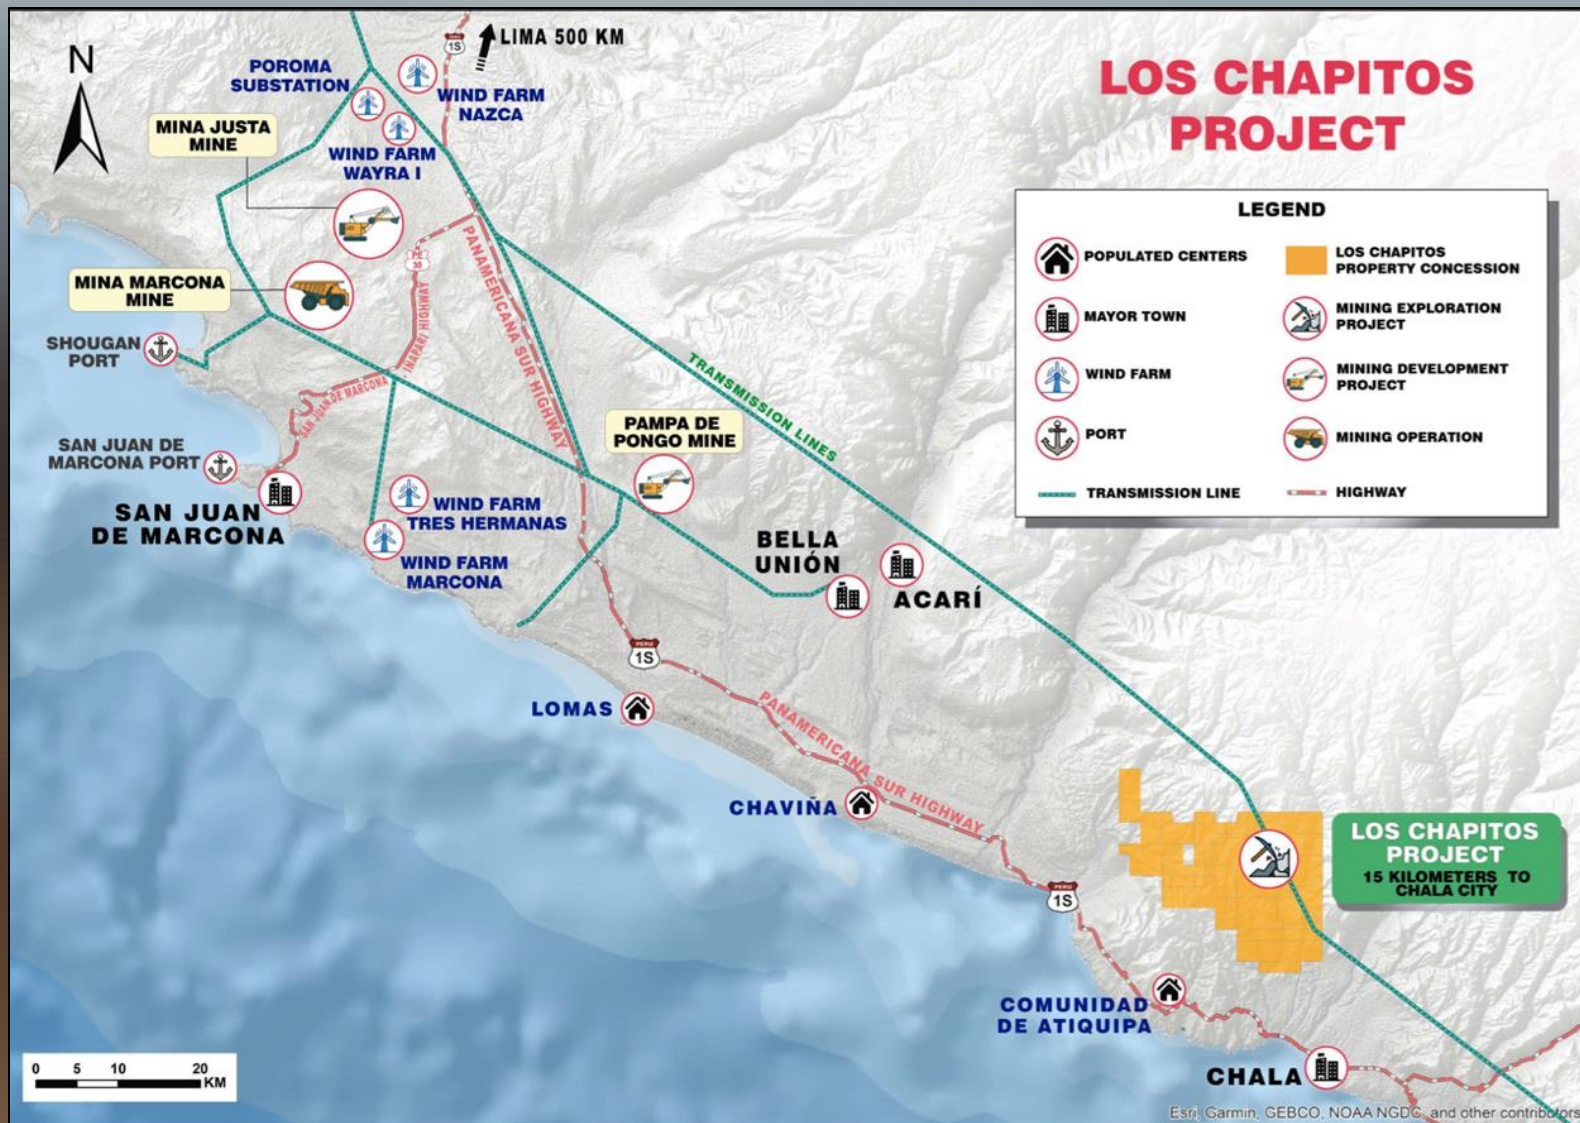 N
LIMA 500 KM
PERU
1S
POROMA
SUBSTATION
WIND FARM
NAZCA
MINA JUSTA
MINE
WIND FARM
WAYRA I
MINA MARCONA
MINE
PE
30
INAPARI HIGHWAY
PANAMERICANA SUR HIGHWAY
SHOUGAN
PORT
SAN JUAN DE MARCONA
SAN JUAN DE
MARCONA PORT
SAN JUAN
DE MARCONA
WIND FARM
TRES HERMANAS
WIND FARM
MARCONA
PAMPA DE
PONGO MINE
TRANSMISSION LINES
BELLA
UNIÓN
ACARÍ
PERU
1S
LOMAS
PANAMERICANA SUR HIGHWAY
CHAVIÑA
PERU
1S
COMUNIDAD
DE ATIQUIPA
CHALA
LOS CHAPITOS
PROJECT
LEGEND
POPULATED CENTERS
MAYOR TOWN
WIND FARM
PORT
TRANSMISSION LINE
LOS CHAPITOS
PROPERTY CONCESSION
MINING EXPLORATION
PROJECT
MINING DEVELOPMENT
PROJECT
MINING OPERATION
HIGHWAY
LOS CHAPITOS
PROJECT
15 KILOMETERS TO
CHALA CITY
0 5 10 20
KM
Esri, Garmin, GEBCO, NOAA NGDC, and other contributors